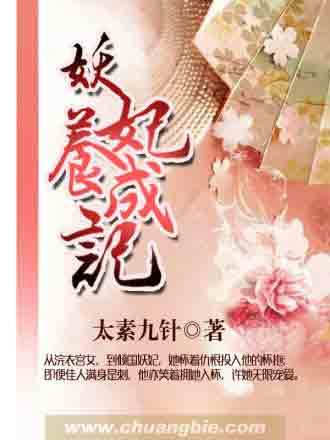 妖妃養成記
太素九针◎著
从浣衣宫女，到倾国妖妃，她怀着仇恨投入他的怀抱；
即便佳人满身是刺，他亦笑着拥她入怀，许她无限宠爱。
www.chuangbie.com